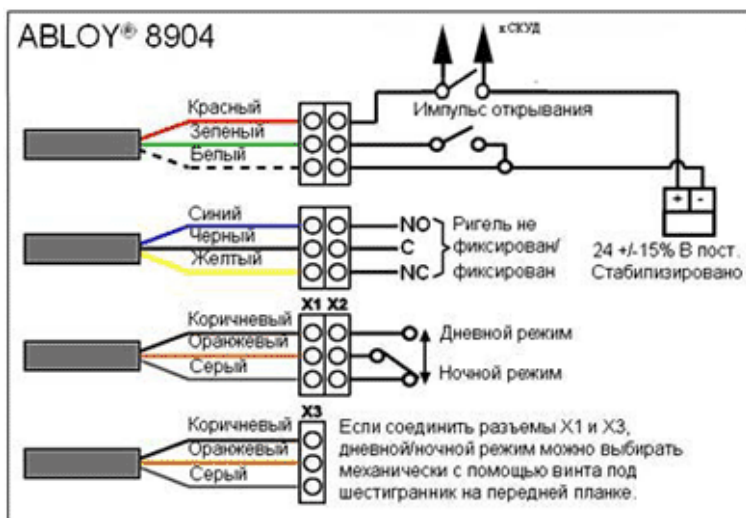 ABLOY® 8904
к СКУД
Красный
Зеленый
Белый
Импульс открывания
+ -
24 +/-15% В пост.
Стабилизировано
Синий
Черный
Желтый
NO
C
NC
Ригель не
фиксирован/
фиксирован
X1 X2
Коричневый
Оранжевый
Серый
Дневной режим
Ночной режим
X3
Коричневый
Оранжевый
Серый
Если соединить разъемы X1 и X3,
дневной/ночной режим можно выбирать
механически с помощью винта под
шестигранник на передней планке.